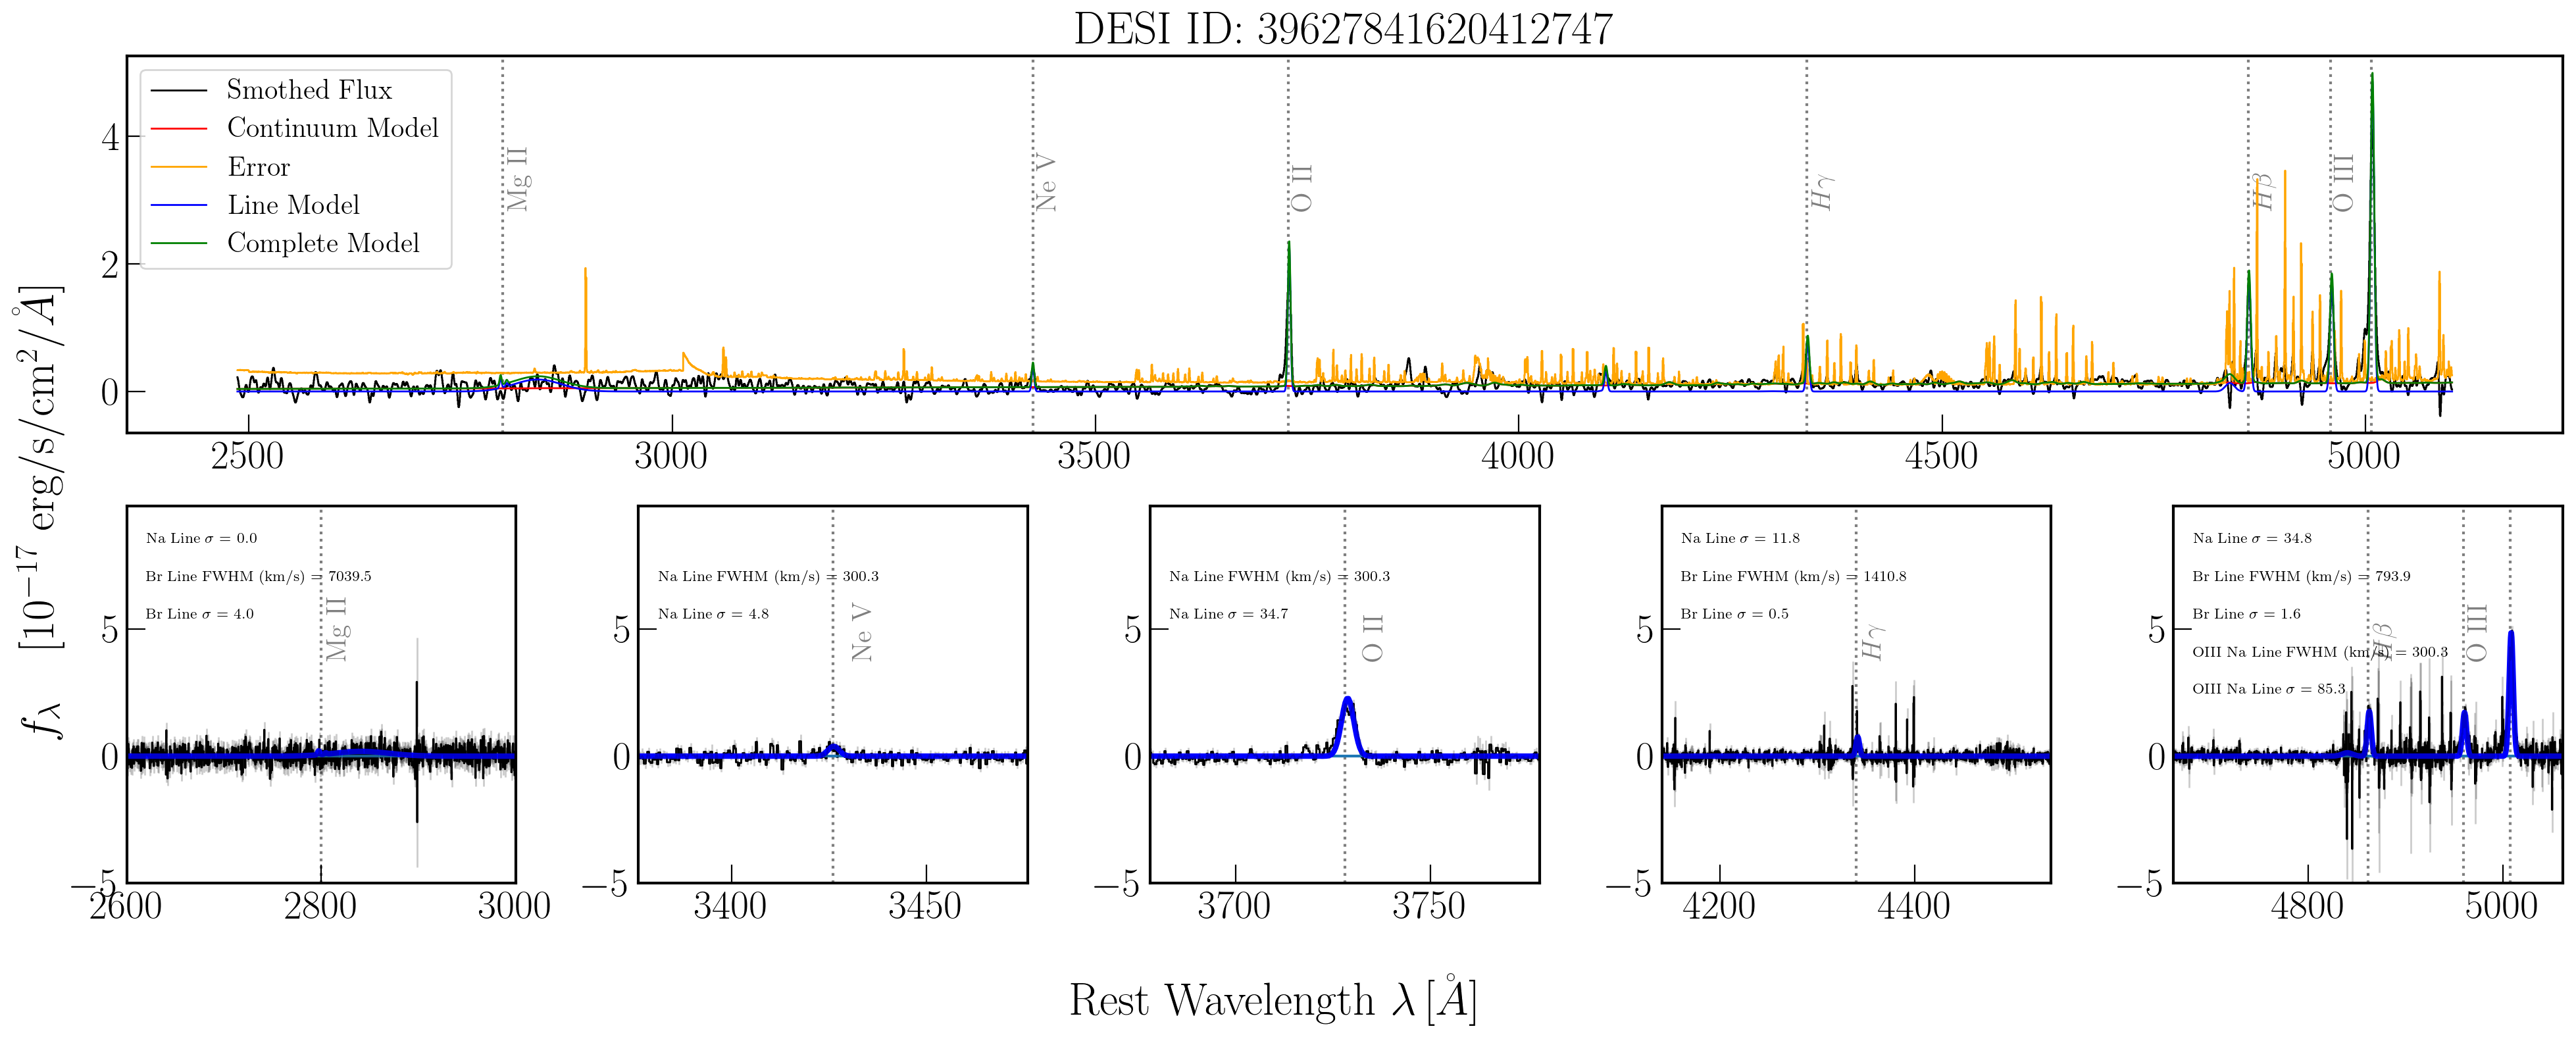 DESI ID: 39627841620412747
Smothed Flux
Continuum Model
Error
Line Model
Complete Model
Mg II
Ne V
O II
Hγ
Hβ
O III
4
2
0
2500 3000 3500 4000 4500 5000
f_λ [10^−17 erg/s/cm^2/Å]
Na Line σ = 0.0
Br Line FWHM (km/s) = 7039.5
Br Line σ = 4.0
Mg II
5
0
−5
2600 2800 3000
Na Line FWHM (km/s) = 300.3
Na Line σ = 4.8
Ne V
5
0
−5
3400 3450
Na Line FWHM (km/s) = 300.3
Na Line σ = 34.7
O II
5
0
−5
3700 3750
Na Line σ = 11.8
Br Line FWHM (km/s) = 1410.8
Br Line σ = 0.5
Hγ
5
0
−5
4200 4400
Na Line σ = 34.8
Br Line FWHM (km/s) = 793.9
Br Line σ = 1.6
OIII Na Line FWHM (km/s) = 300.3
OIII Na Line σ = 85.3
Hβ
O III
5
0
−5
4800 5000
Rest Wavelength λ [Å]